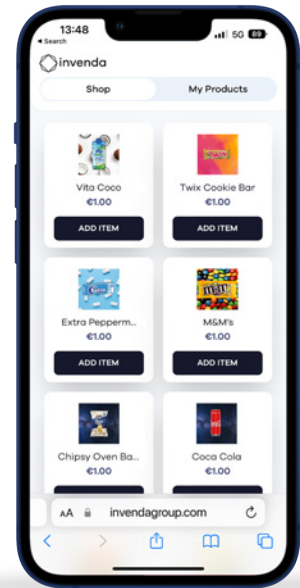 13:48
5G 89
Search
invenda
Shop My Products
Vita Coco Twix Cookie Bar
€1.00 €1.00
ADD ITEM ADD ITEM
Extra Pepperm... M&M's
€1.00 €1.00
ADD ITEM ADD ITEM
Chipsy Oven Ba... Coca Cola
€1.00 €1.00
AA invendagroup.com